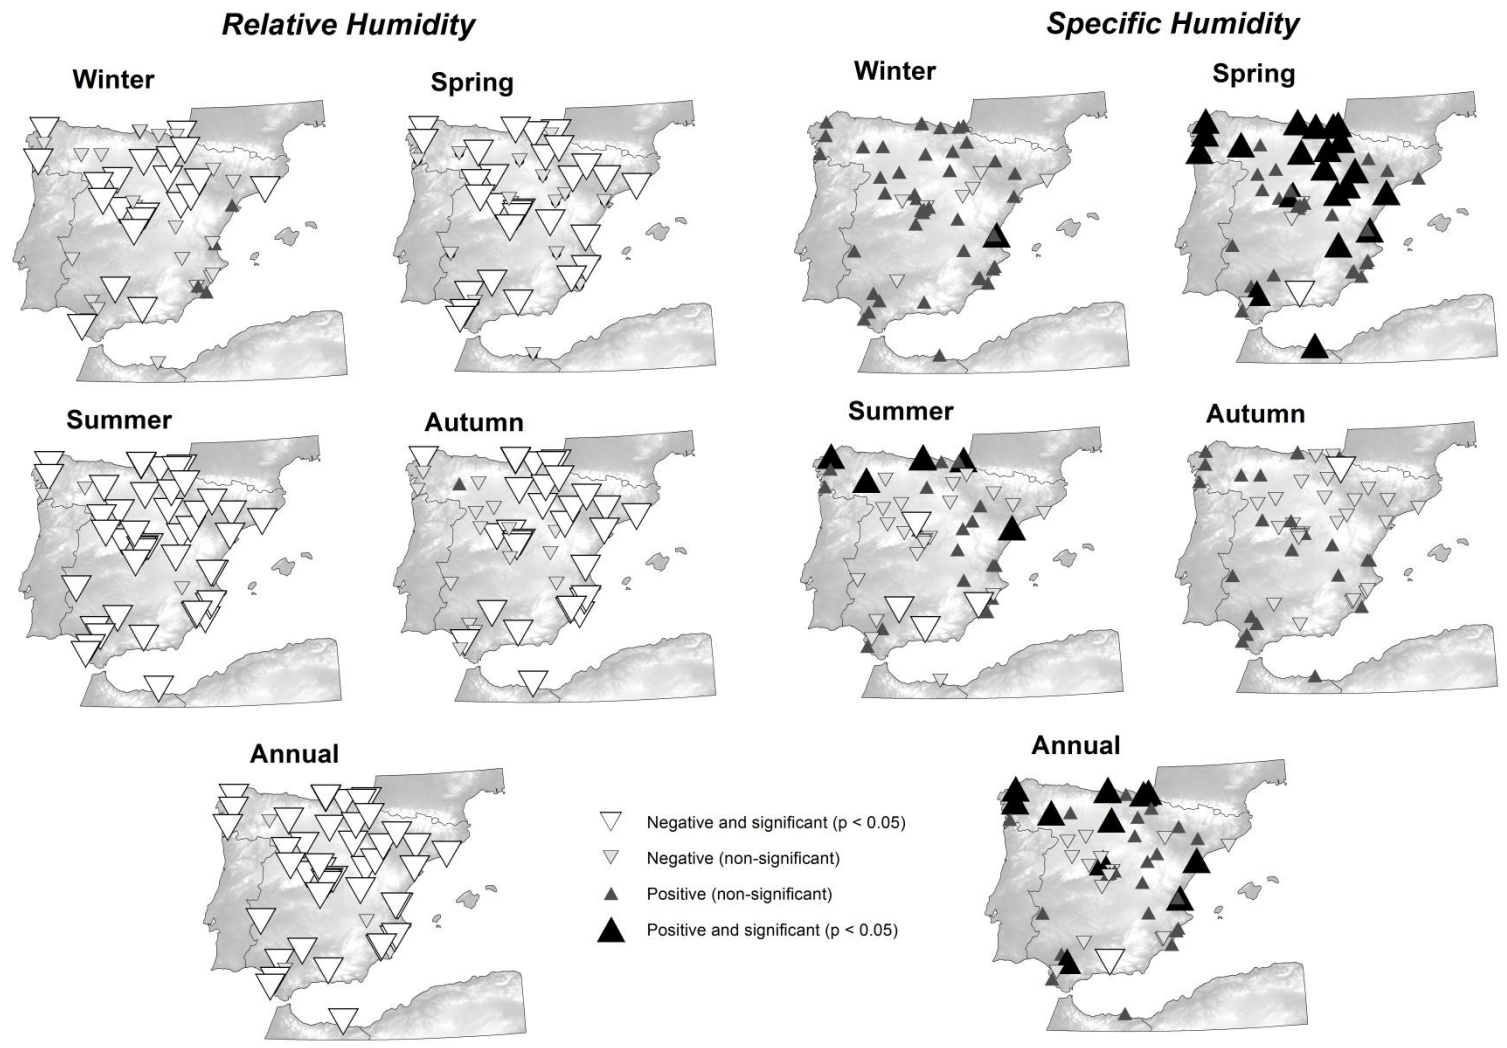 Relative Humidity
Specific Humidity
Winter
Spring
Winter
Spring
Summer
Autumn
Summer
Autumn
Annual
Annual
Negative and significant (p < 0.05)
Negative (non-significant)
Positive (non-significant)
Positive and significant (p < 0.05)